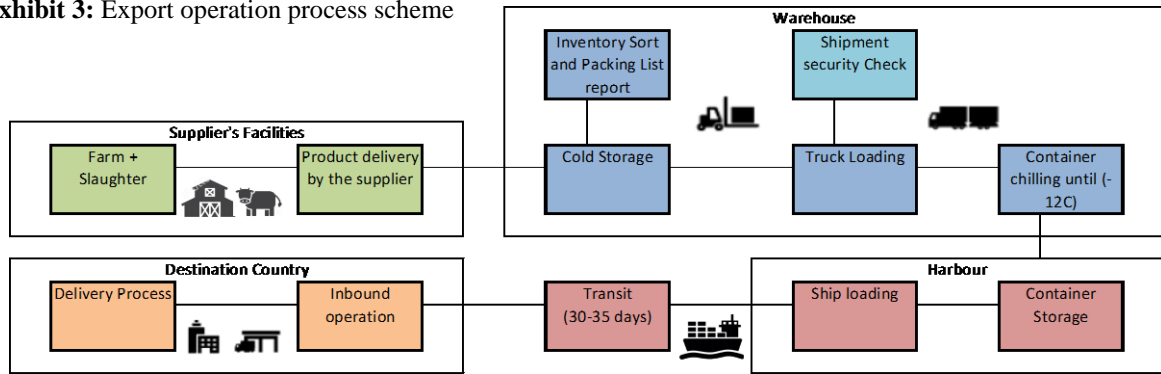 xhibit 3: Export operation process scheme
Warehouse
Inventory Sort
and Packing List
report
Shipment
security Check
Supplier's Facilities
Farm +
Slaughter
Product delivery
by the supplier
Cold Storage
Truck Loading
Container
chilling until (-
12C)
Destination Country
Harbour
Delivery Process
Inbound
operation
Transit
(30-35 days)
Ship loading
Container
Storage